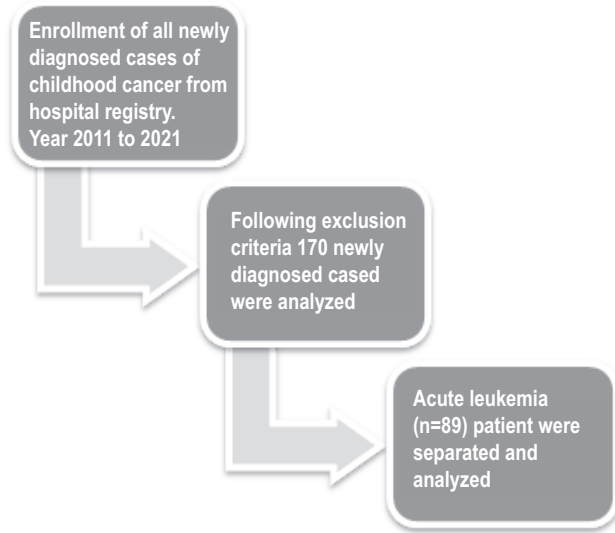 Enrollment of all newly
diagnosed cases of
childhood cancer from
hospital registry.
Year 2011 to 2021
Following exclusion
criteria 170 newly
diagnosed cased
were analyzed
Acute leukemia
(n=89) patient were
separated and
analyzed